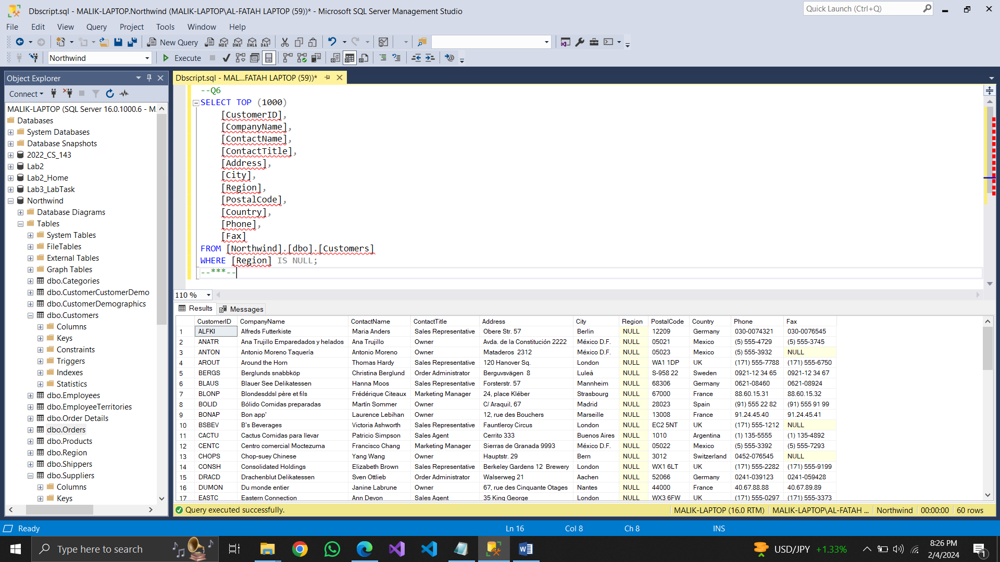 Dbscript.sql - MALIK-LAPTOP.Northwind (MALIK-LAPTOP\AL-FATAH LAPTOP (59))* - Microsoft SQL Server Management Studio
Quick Launch (Ctrl+Q)
File Edit View Query Project Tools Window Help
New Query MDX DMX XMLA DAX
Northwind Execute
Object Explorer
Connect
MALIK-LAPTOP (SQL Server 16.0.1000.6 - M
Databases
System Databases
Database Snapshots
2022_CS_143
Lab2
Lab2_Home
Lab3_LabTask
Northwind
Database Diagrams
Tables
System Tables
FileTables
External Tables
Graph Tables
dbo.Categories
dbo.CustomerCustomerDemo
dbo.CustomerDemographics
dbo.Customers
Columns
Keys
Constraints
Triggers
Indexes
Statistics
dbo.Employees
dbo.EmployeeTerritories
dbo.Order Details
dbo.Orders
dbo.Products
dbo.Region
dbo.Shippers
dbo.Suppliers
Columns
Keys
Dbscript.sql - MAL...FATAH LAPTOP (59))*
--Q6
SELECT TOP (1000)
[CustomerID],
[CompanyName],
[ContactName],
[ContactTitle],
[Address],
[City],
[Region],
[PostalCode],
[Country],
[Phone],
[Fax]
FROM [Northwind].[dbo].[Customers]
WHERE [Region] IS NULL;
--***--
110 %
Results Messages
CustomerID CompanyName ContactName ContactTitle Address City Region PostalCode Country Phone Fax
1 ALFKI Alfreds Futterkiste Maria Anders Sales Representative Obere Str. 57 Berlin NULL 12209 Germany 030-0074321 030-0076545
2 ANATR Ana Trujillo Emparedados y helados Ana Trujillo Owner Avda. de la Constitución 2222 México D.F. NULL 05021 Mexico (5) 555-4729 (5) 555-3745
3 ANTON Antonio Moreno Taquería Antonio Moreno Owner Mataderos 2312 México D.F. NULL 05023 Mexico (5) 555-3932 NULL
4 AROUT Around the Horn Thomas Hardy Sales Representative 120 Hanover Sq. London NULL WA1 1DP UK (171) 555-7788 (171) 555-6750
5 BERGS Berglunds snabbköp Christina Berglund Order Administrator Berguvsvägen 8 Luleå NULL S-958 22 Sweden 0921-12 34 65 0921-12 34 67
6 BLAUS Blauer See Delikatessen Hanna Moos Sales Representative Forsterstr. 57 Mannheim NULL 68306 Germany 0621-08460 0621-08924
7 BLONP Blondesddsl père et fils Frédérique Citeaux Marketing Manager 24, place Kléber Strasbourg NULL 67000 France 88.60.15.31 88.60.15.32
8 BOLID Bólido Comidas preparadas Martín Sommer Owner C/ Araquil, 67 Madrid NULL 28023 Spain (91) 555 22 82 (91) 555 91 99
9 BONAP Bon app' Laurence Lebihan Owner 12, rue des Bouchers Marseille NULL 13008 France 91.24.45.40 91.24.45.41
10 BSBEV B's Beverages Victoria Ashworth Sales Representative Fauntleroy Circus London NULL EC2 5NT UK (171) 555-1212 NULL
11 CACTU Cactus Comidas para llevar Patricio Simpson Sales Agent Cerrito 333 Buenos Aires NULL 1010 Argentina (1) 135-5555 (1) 135-4892
12 CENTC Centro comercial Moctezuma Francisco Chang Marketing Manager Sierras de Granada 9993 México D.F. NULL 05022 Mexico (5) 555-3392 (5) 555-7293
13 CHOPS Chop-suey Chinese Yang Wang Owner Hauptstr. 29 Bern NULL 3012 Switzerland 0452-076545 NULL
14 CONSH Consolidated Holdings Elizabeth Brown Sales Representative Berkeley Gardens 12 Brewery London NULL WX1 6LT UK (171) 555-2282 (171) 555-9199
15 DRACD Drachenblut Delikatessen Sven Ottlieb Order Administrator Walserweg 21 Aachen NULL 52066 Germany 0241-039123 0241-059428
16 DUMON Du monde entier Janine Labrune Owner 67, rue des Cinquante Otages Nantes NULL 44000 France 40.67.88.88 40.67.89.89
17 EASTC Eastern Connection Ann Devon Sales Agent 35 King George London NULL WX3 6FW UK (171) 555-0297 (171) 555-3373
Query executed successfully. MALIK-LAPTOP (16.0 RTM) MALIK-LAPTOP\AL-FATAH ... Northwind 00:00:00 60 rows
Ready Ln 16 Col 8 Ch 8 INS
Type here to search
USD/JPY +1.33%
8:26 PM
2/4/2024
1